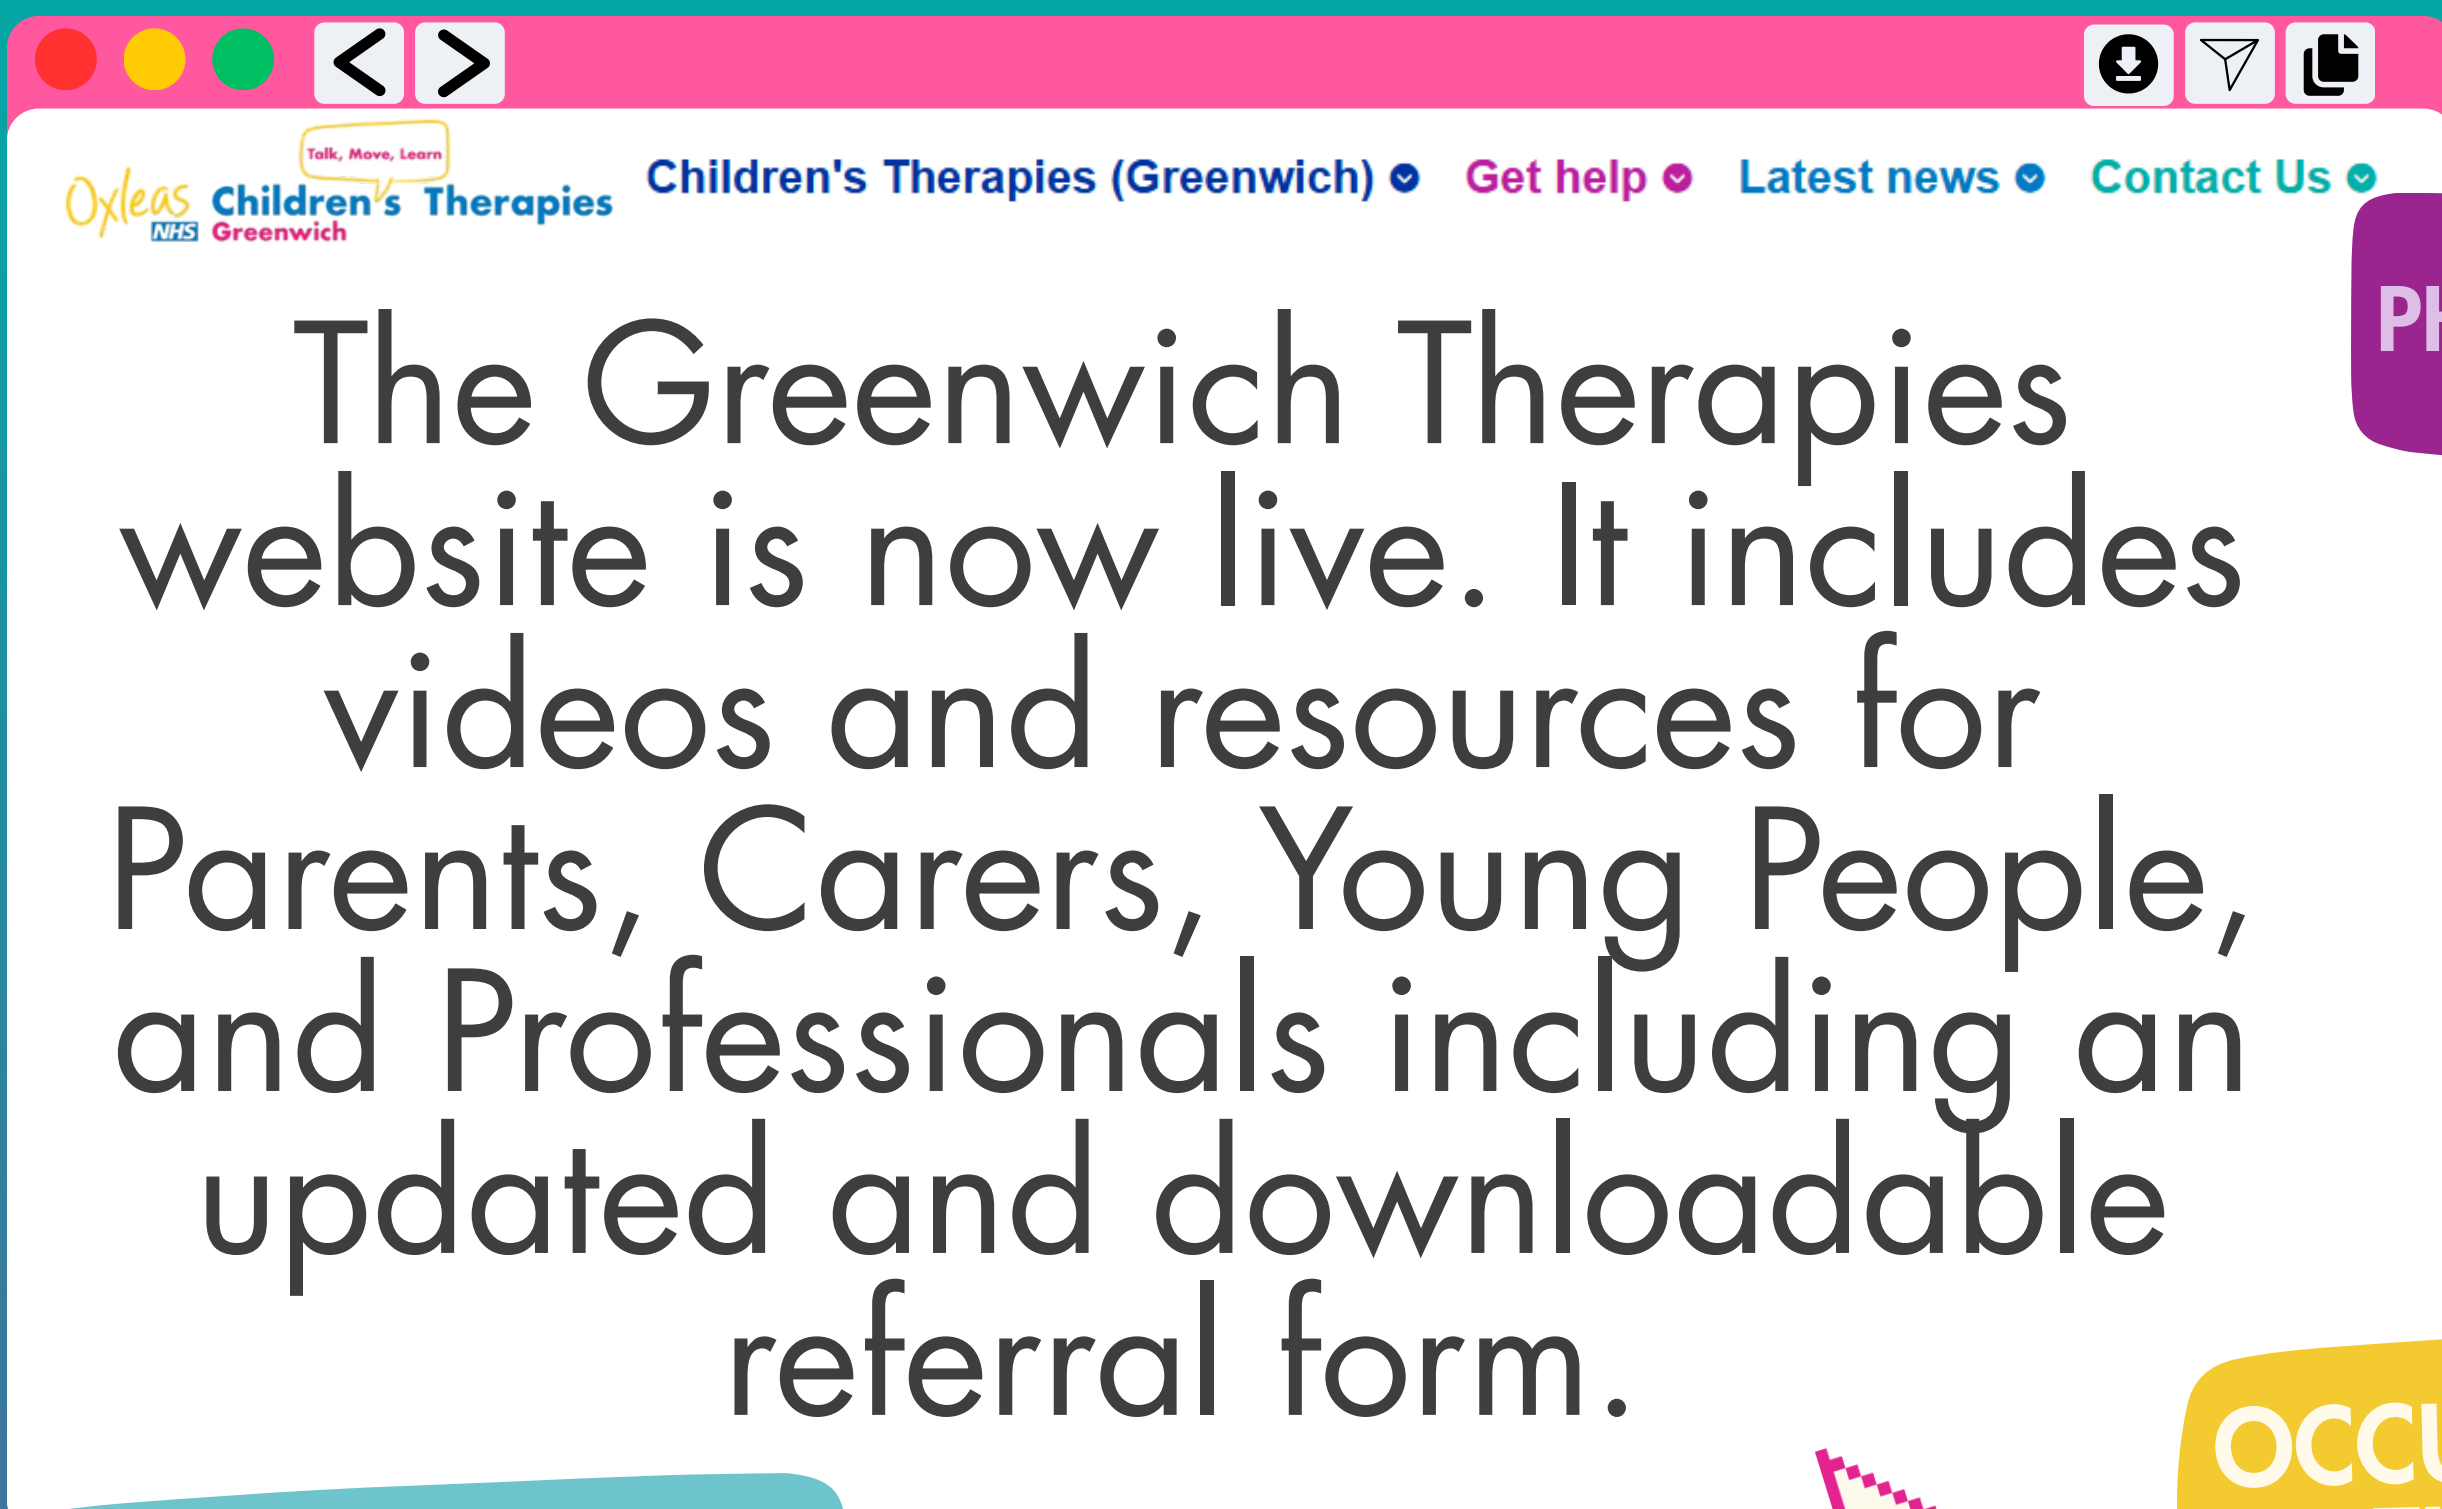 Talk, Move, Learn
Oxleas Children's Therapies
NHS Greenwich
Children's Therapies (Greenwich) Get help Latest news Contact Us
The Greenwich Therapies
website is now live. It includes
videos and resources for
Parents, Carers, Young People,
and Professionals including an
updated and downloadable
referral form.